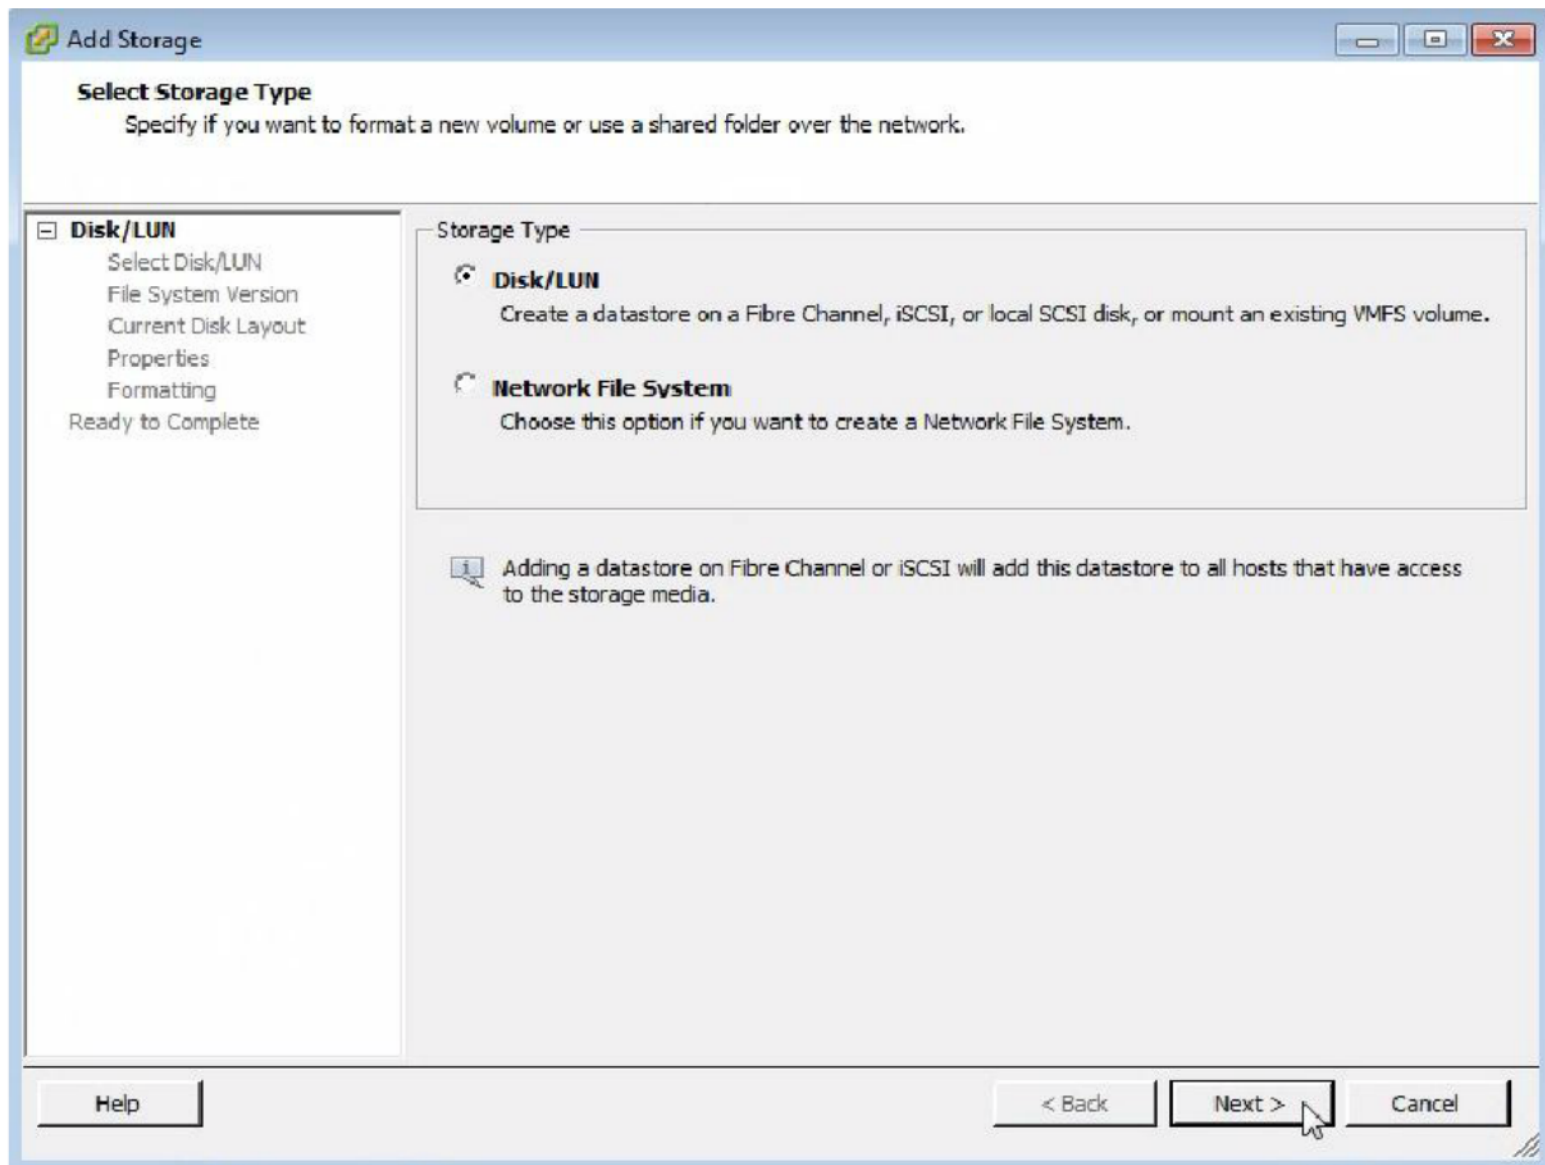 Add Storage
Select Storage Type
Specify if you want to format a new volume or use a shared folder over the network.
Disk/LUN
Select Disk/LUN
File System Version
Current Disk Layout
Properties
Formatting
Ready to Complete
Storage Type
Disk/LUN
Create a datastore on a Fibre Channel, iSCSI, or local SCSI disk, or mount an existing VMFS volume.
Network File System
Choose this option if you want to create a Network File System.
Adding a datastore on Fibre Channel or iSCSI will add this datastore to all hosts that have access
to the storage media.
Help
< Back
Next >
Cancel